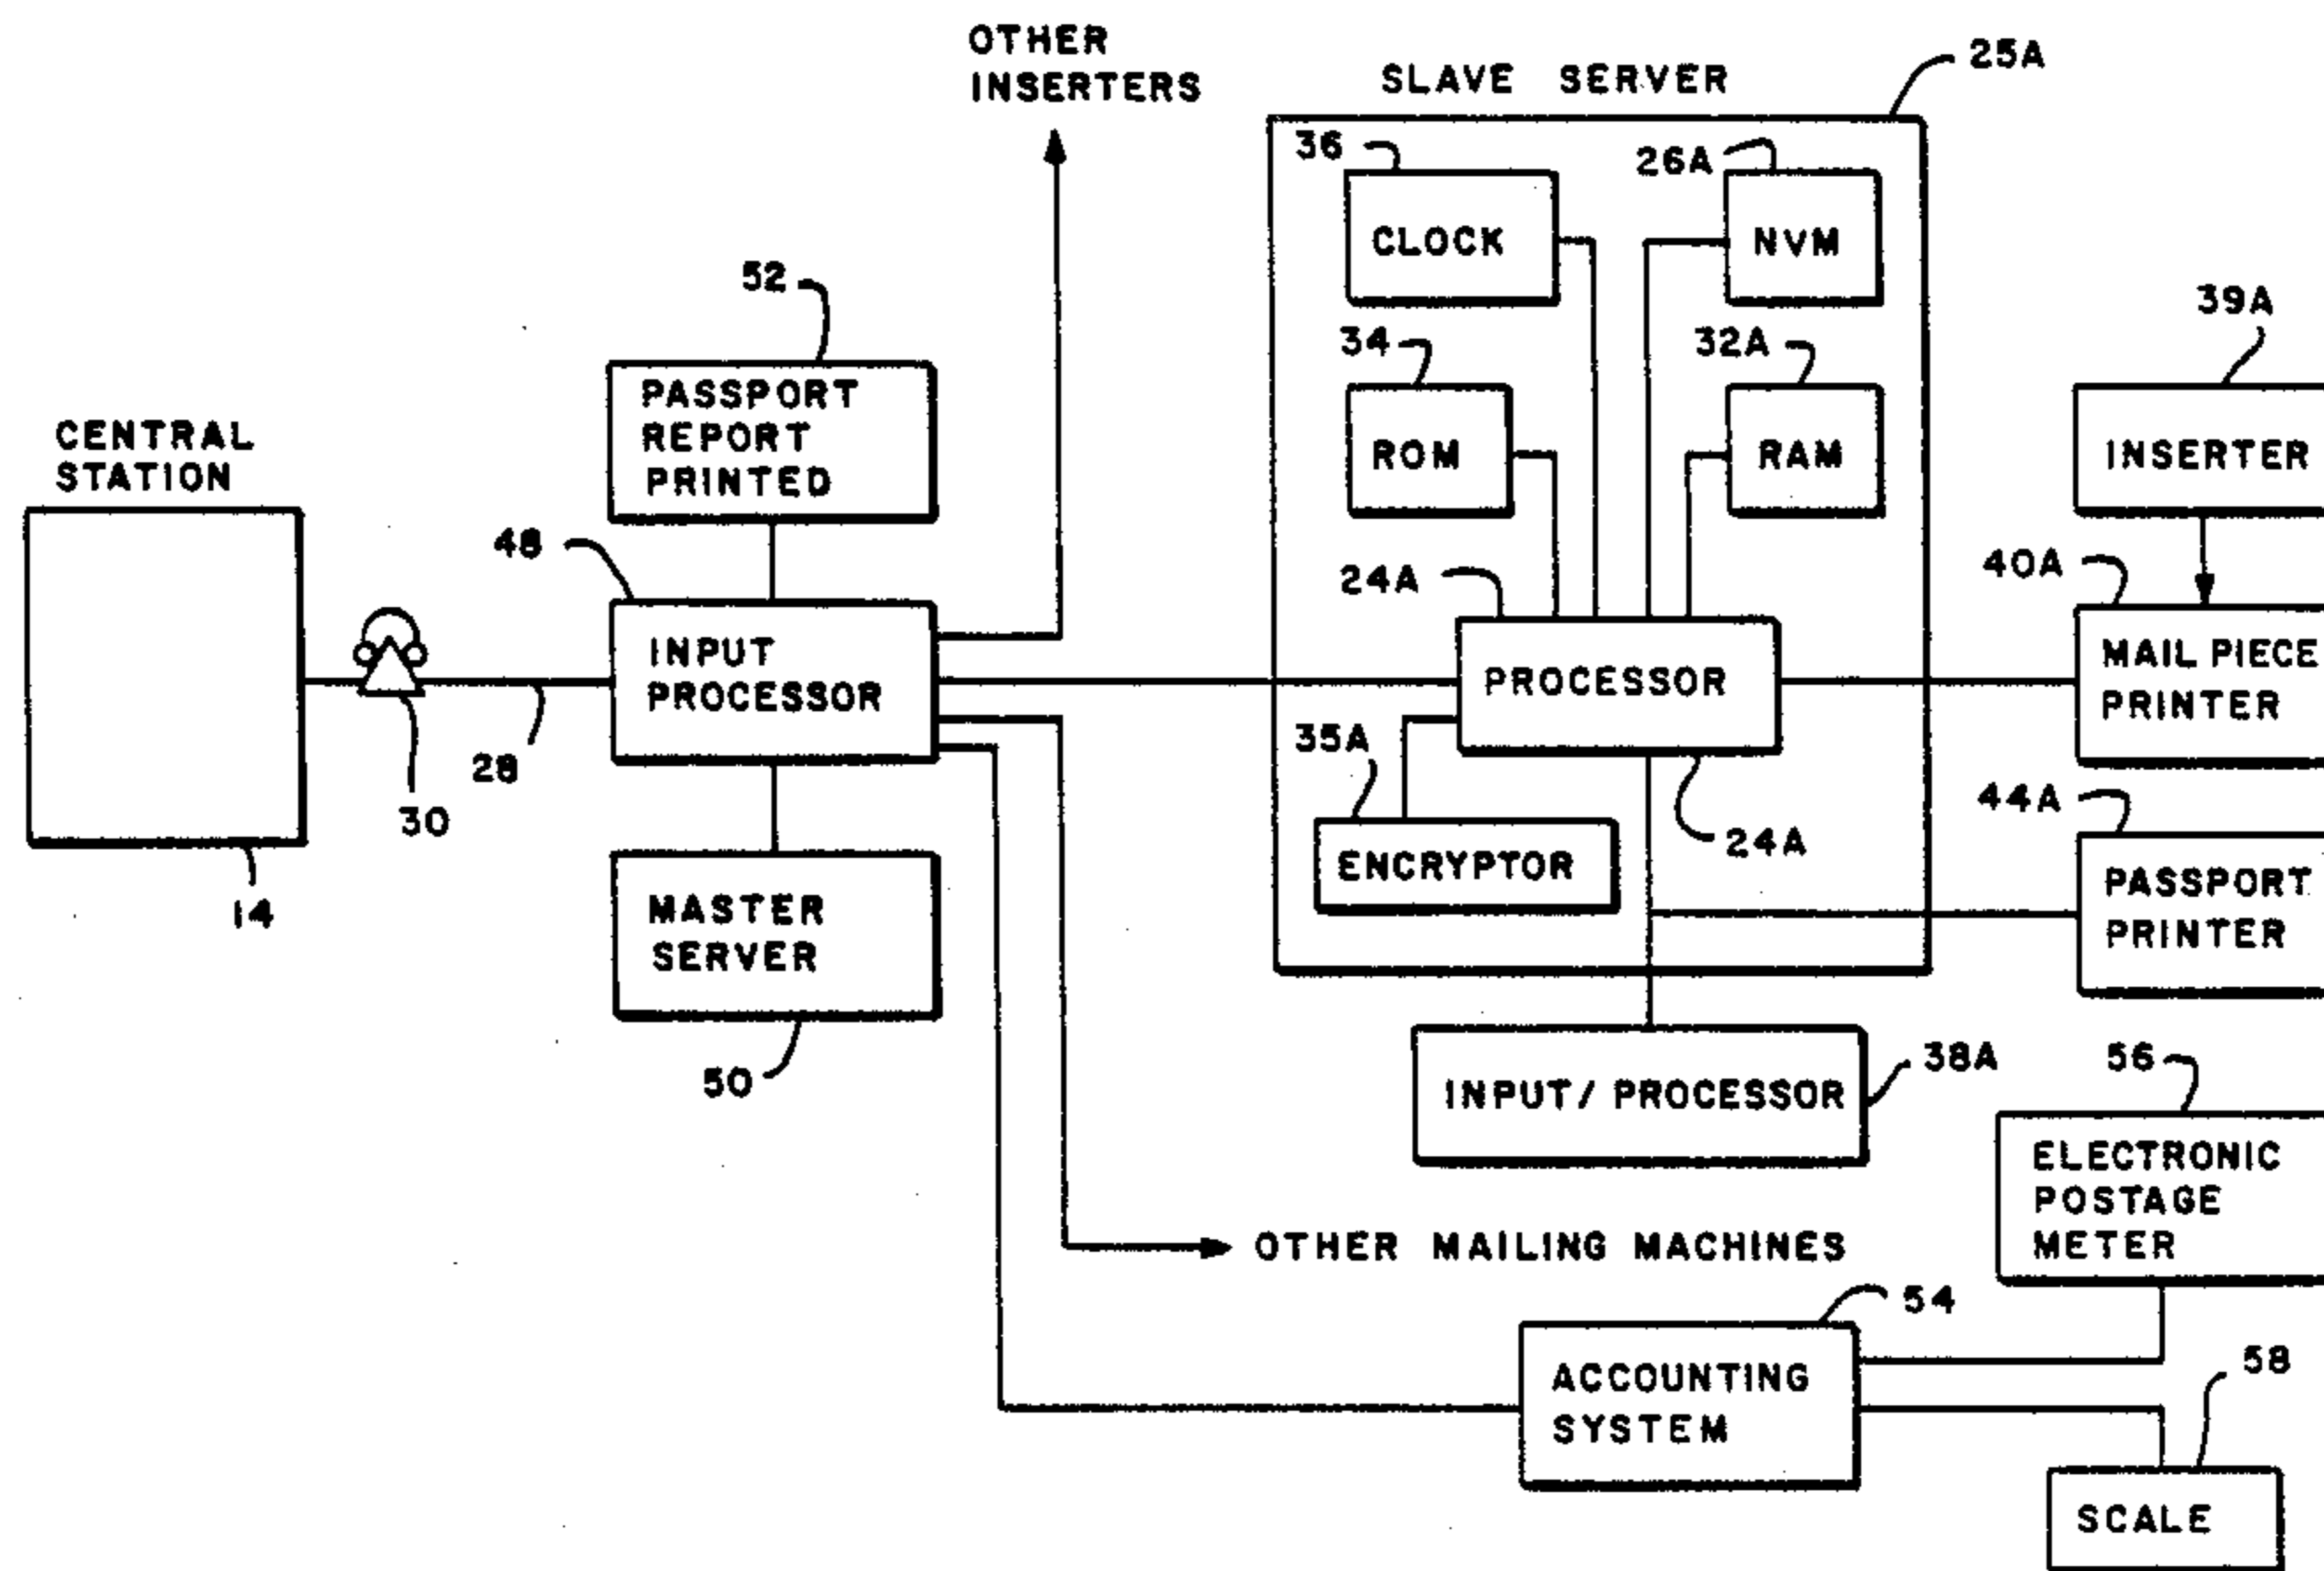 OTHER
INSERTERS
SLAVE SERVER
25A
36
26A
CLOCK
NVM
52
39A
34
32A
PASSPORT
REPORT
PRINTED
CENTRAL
STATION
ROM
RAM
INSERTER
48
24A
40A
INPUT
PROCESSOR
PROCESSOR
MAIL PIECE
PRINTER
28
30
35A
44A
24A
ENCRYPTOR
14
MASTER
SERVER
PASSPORT
PRINTER
50
38A
56
INPUT/ PROCESSOR
ELECTRONIC
POSTAGE
METER
OTHER MAILING MACHINES
54
58
ACCOUNTING
SYSTEM
SCALE